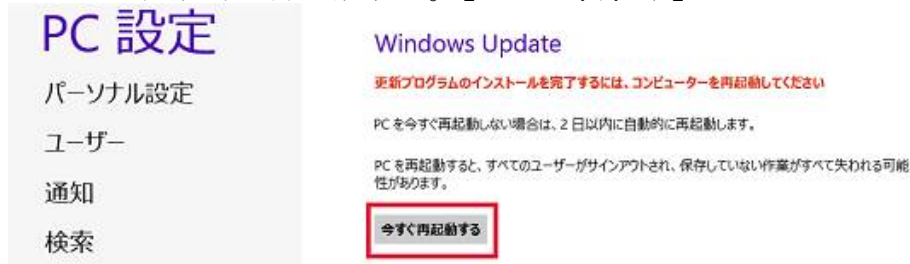 PC 設定
パーソナル設定
ユーザー
通知
検索
Windows Update
更新プログラムのインストールを完了するには、コンピューターを再起動してください
PC を今すぐ再起動しない場合は、2 日以内に自動的に再起動します。
PC を再起動すると、すべてのユーザーがサインアウトされ、保存していない作業がすべて失われる可能
性があります。
今すぐ再起動する